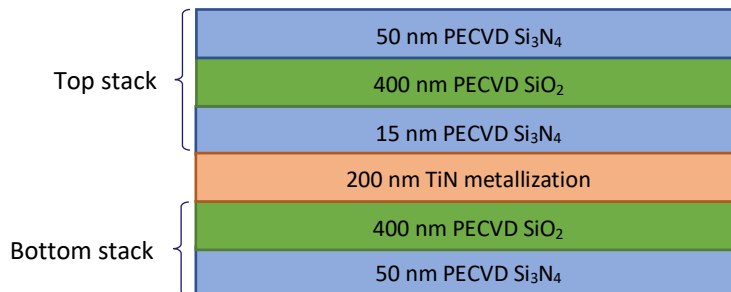 Top stack
50 nm PECVD Si₃N₄
400 nm PECVD SiO₂
15 nm PECVD Si₃N₄
200 nm TiN metallization
Bottom stack
400 nm PECVD SiO₂
50 nm PECVD Si₃N₄